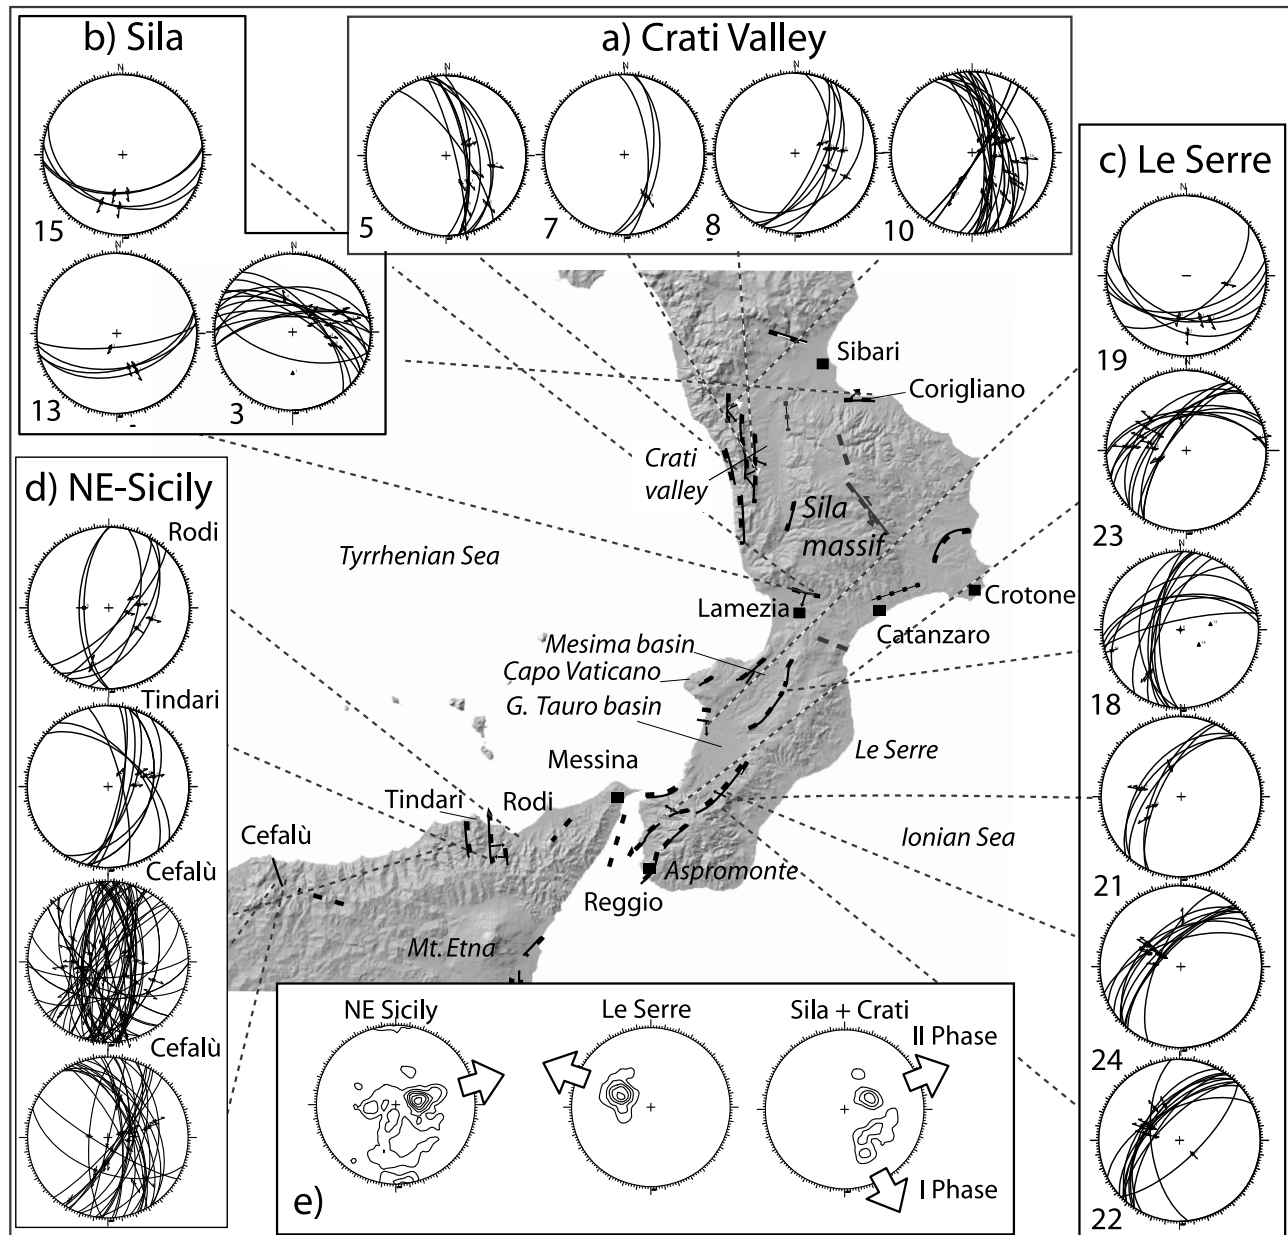 b) Sila
N
15
N
13
3
a) Crati Valley
N
N
N
N
5
7
8
10
c) Le Serre
N
19
N
23
N
18
N
21
24
22
d) NE-Sicily
Rodi
Tindari
Cefalù
Cefalù
Sibari
Corigliano
Crati
valley
Sila
massif
Tyrrhenian Sea
Lamezia
Catanzaro
Crotone
Mesima basin
Capo Vaticano
G. Tauro basin
Messina
Le Serre
Tindari
Rodi
Cefalù
Ionian Sea
Aspromonte
Reggio
Mt. Etna
e)
NE Sicily
Le Serre
Sila + Crati
II Phase
I Phase